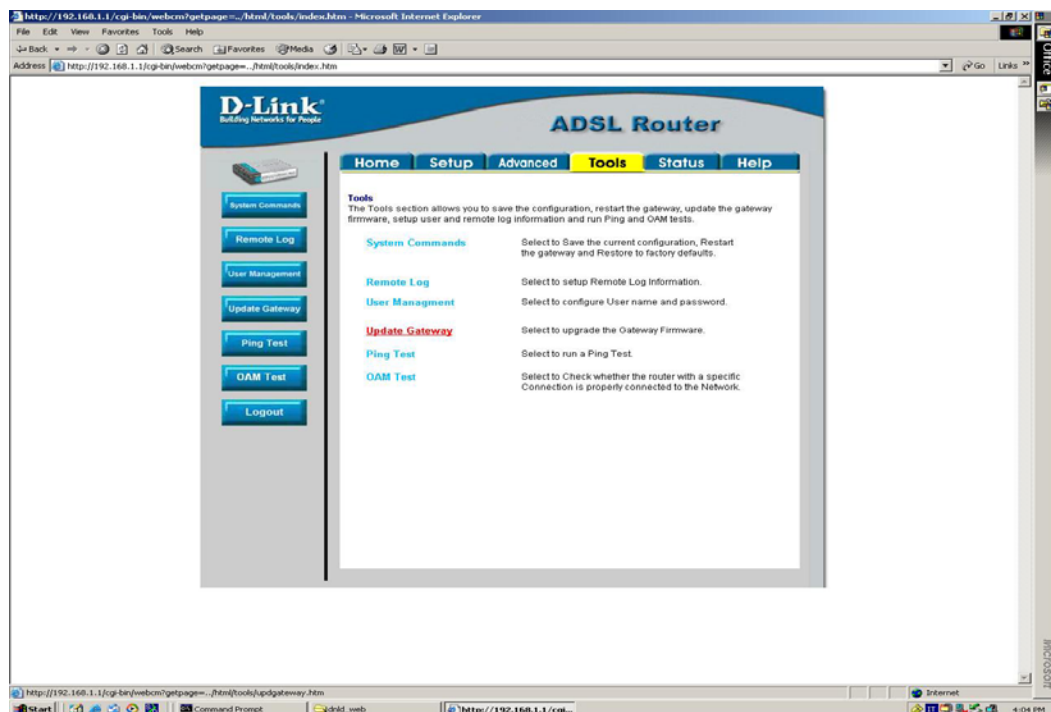 http://192.168.1.1/cgi-bin/webcm?getpage=../html/tools/index.htm - Microsoft Internet Explorer
File Edit View Favorites Tools Help
Back Search Favorites Media
Address http://192.168.1.1/cgi-bin/webcm?getpage=../html/tools/index.htm Go Links »
Office
D-Link
Building Networks for People
ADSL Router
Home Setup Advanced Tools Status Help
System Commands
Remote Log
User Management
Update Gateway
Ping Test
OAM Test
Logout
Tools
The Tools section allows you to save the configuration, restart the gateway, update the gateway
firmware, setup user and remote log information and run Ping and OAM tests.
System Commands Select to Save the current configuration, Restart
the gateway and Restore to factory defaults.
Remote Log Select to setup Remote Log Information.
User Managment Select to configure User name and password.
Update Gateway Select to upgrade the Gateway Firmware.
Ping Test Select to run a Ping Test.
OAM Test Select to Check whether the router with a specific
Connection is properly connected to the Network.
Microsoft
http://192.168.1.1/cgi-bin/webcm?getpage=../html/tools/updgateway.htm Internet
Start Command Prompt dnld_web http://192.168.1.1/cgi... IT 4:04 PM